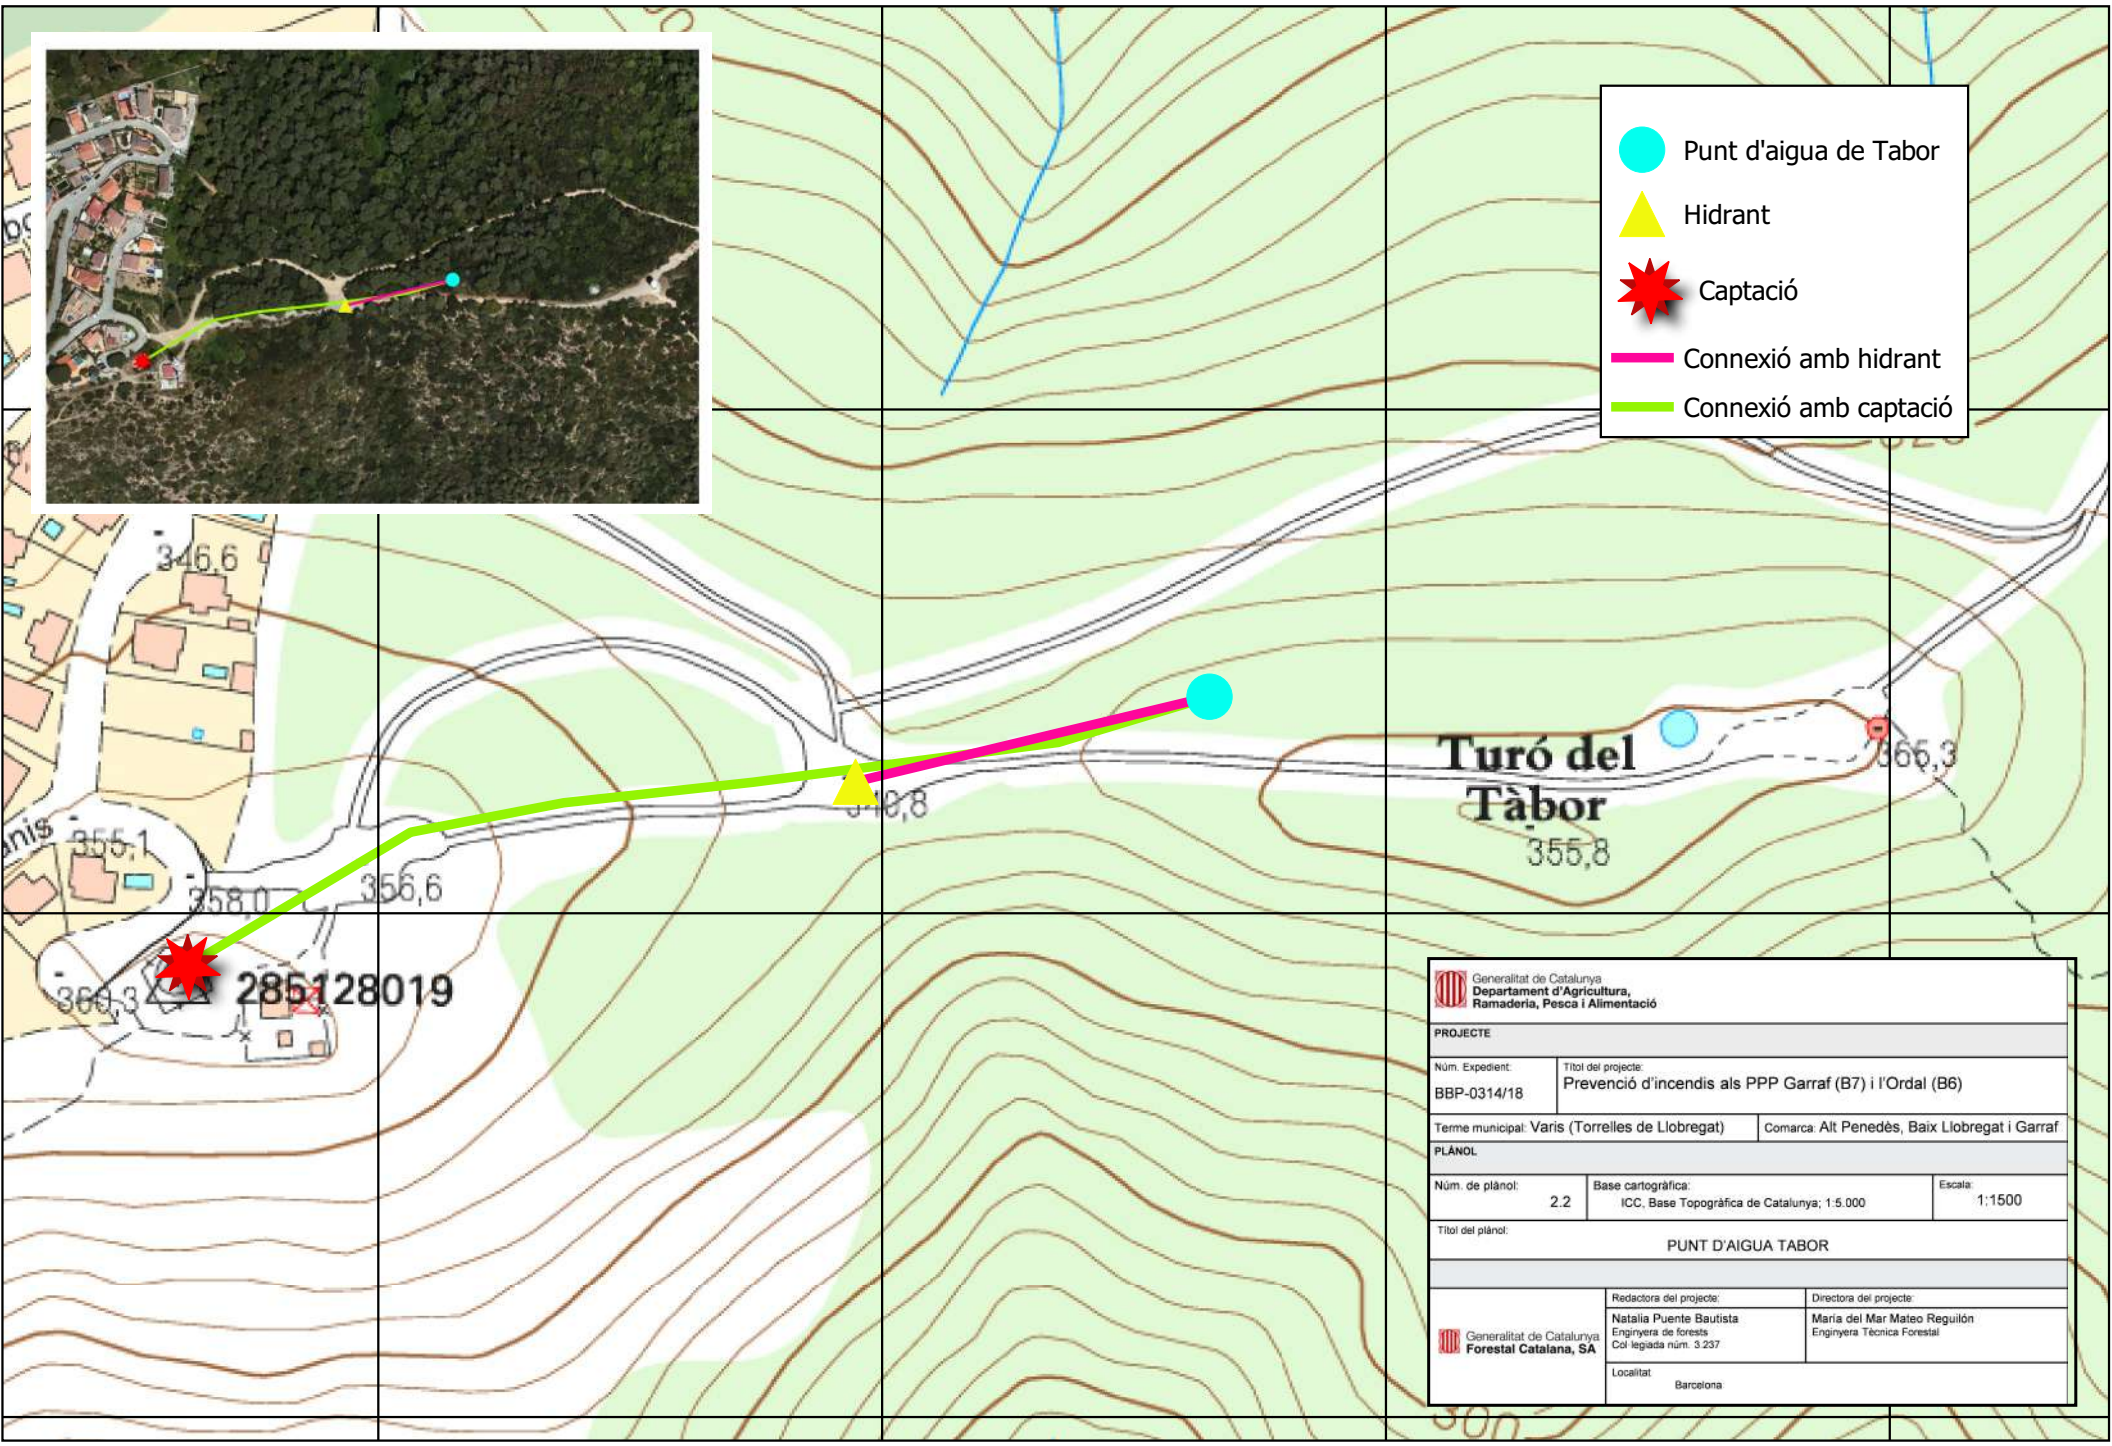 Punt d'aigua de Tabor
Hidrant
Captació
Connexió amb hidrant
Connexió amb captació
346,6
Turó del
Tàbor
365,3
355,8
355,1
358,0
356,6
360,3
285128019
300
Generalitat de Catalunya
Departament d'Agricultura,
Ramaderia, Pesca i Alimentació
PROJECTE
Núm. Expedient:
BBP-0314/18
Títol del projecte:
Prevenció d'incendis als PPP Garraf (B7) i l'Ordal (B6)
Terme municipal: Varis (Torrelles de Llobregat)
Comarca: Alt Penedès, Baix Llobregat i Garraf
PLÀNOL
Núm. de plànol:
2.2
Base cartogràfica:
ICC, Base Topogràfica de Catalunya; 1:5.000
Escala:
1:1500
Títol del plànol:
PUNT D'AIGUA TABOR
Generalitat de Catalunya
Forestal Catalana, SA
Redactora del projecte:
Natalia Puente Bautista
Enginyera de forests
Col·legiada núm. 3.237
Directora del projecte:
María del Mar Mateo Reguilón
Enginyera Tècnica Forestal
Localitat
Barcelona